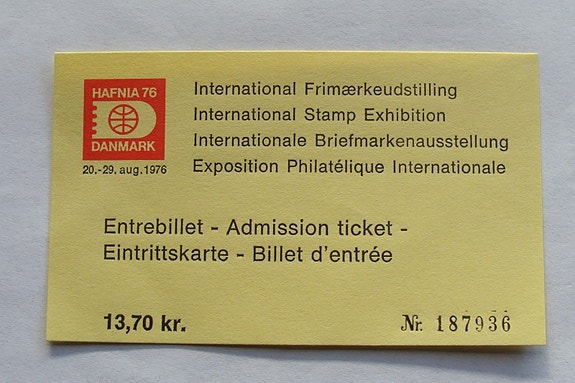 HAFNIA 76
DANMARK
20.-29. aug. 1976
International Frimærkeudstilling
International Stamp Exhibition
Internationale Briefmarkenausstellung
Exposition Philatélique Internationale
Entrebillet - Admission ticket -
Eintrittskarte - Billet d'entrée
13,70 kr.
Nr. 187936